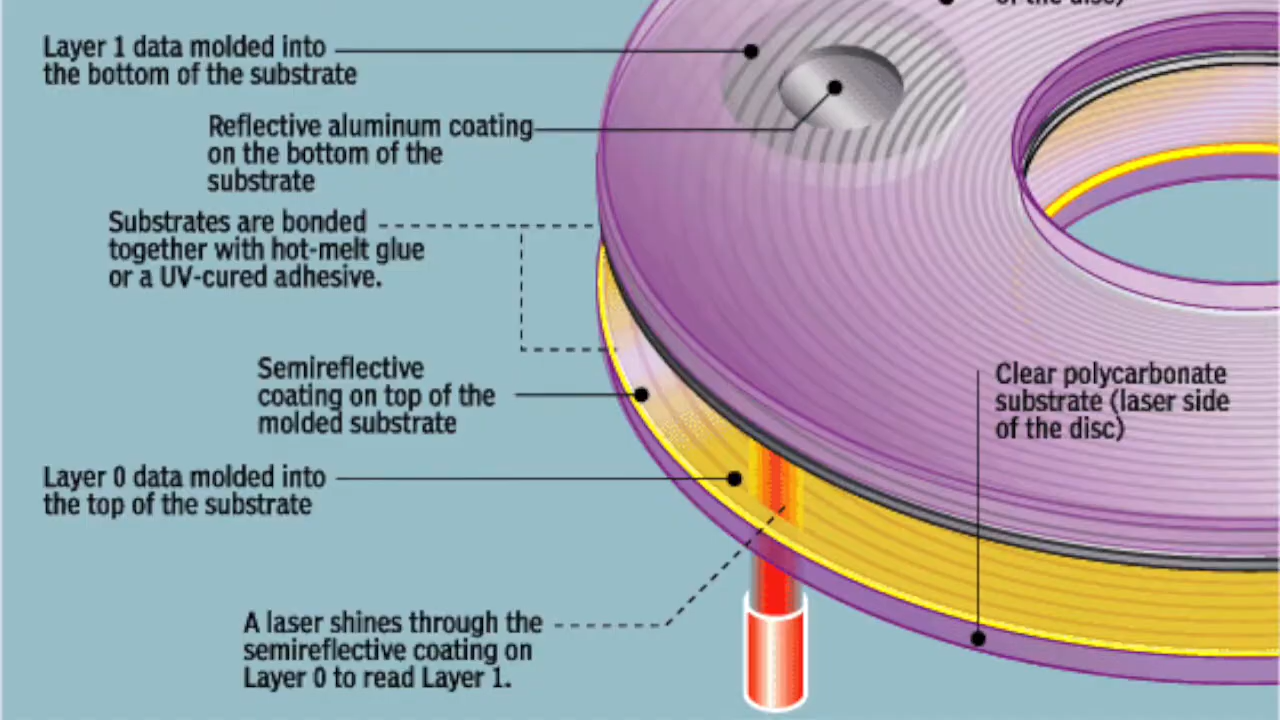 of the disc)
Layer 1 data molded into
the bottom of the substrate
Reflective aluminum coating
on the bottom of the
substrate
Substrates are bonded
together with hot-melt glue
or a UV-cured adhesive.
Semireflective
coating on top of the
molded substrate
Clear polycarbonate
substrate (laser side
of the disc)
Layer 0 data molded into
the top of the substrate
A laser shines through the
semireflective coating on
Layer 0 to read Layer 1.